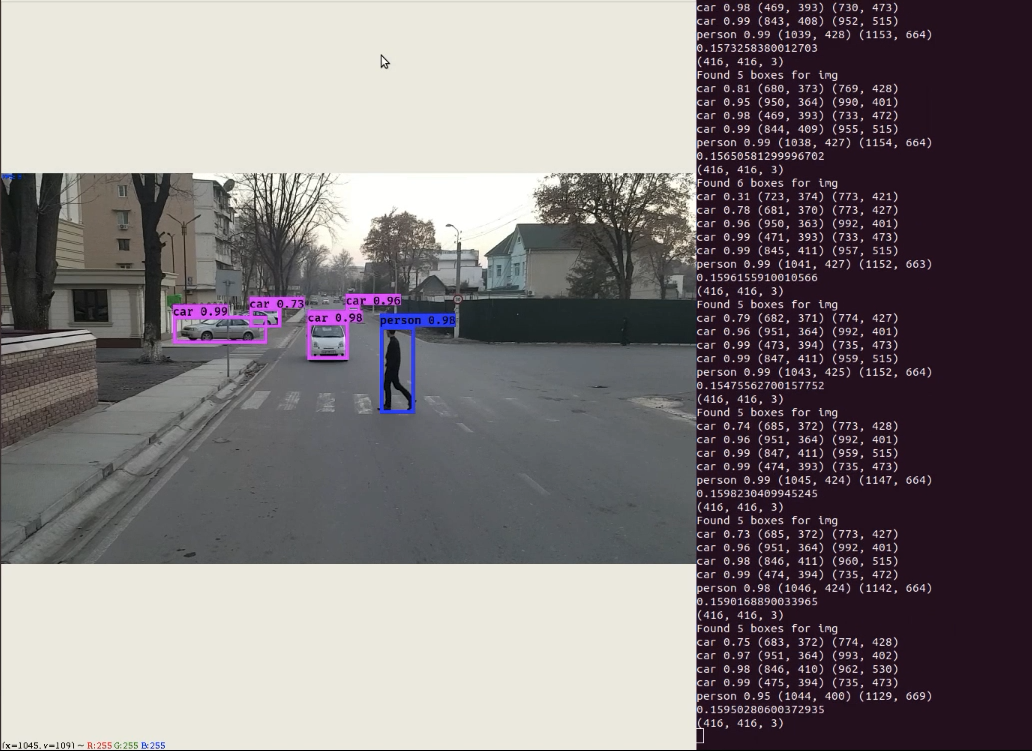 car 0.99
car 0.73
car 0.98
car 0.96
person 0.98
(x=1045, y=109) ~ R:255 G:255 B:255
car 0.98 (469, 393) (730, 473)
car 0.99 (843, 408) (952, 515)
person 0.99 (1039, 428) (1153, 664)
0.1573258380012703
(416, 416, 3)
Found 5 boxes for img
car 0.81 (680, 373) (769, 428)
car 0.95 (950, 364) (990, 401)
car 0.98 (469, 393) (733, 472)
car 0.99 (844, 409) (955, 515)
person 0.99 (1038, 427) (1154, 664)
0.15650581299996702
(416, 416, 3)
Found 6 boxes for img
car 0.31 (723, 374) (773, 421)
car 0.78 (681, 370) (773, 427)
car 0.96 (950, 363) (992, 401)
car 0.99 (471, 393) (733, 473)
car 0.99 (845, 411) (957, 515)
person 0.99 (1041, 427) (1152, 663)
0.1596155910010566
(416, 416, 3)
Found 5 boxes for img
car 0.79 (682, 371) (774, 427)
car 0.96 (951, 364) (992, 401)
car 0.99 (473, 394) (735, 473)
car 0.99 (847, 411) (959, 515)
person 0.99 (1043, 425) (1152, 664)
0.15475562700157752
(416, 416, 3)
Found 5 boxes for img
car 0.74 (685, 372) (773, 428)
car 0.96 (951, 364) (992, 401)
car 0.99 (847, 411) (959, 515)
car 0.99 (474, 393) (735, 473)
person 0.99 (1045, 424) (1147, 664)
0.1598230409945245
(416, 416, 3)
Found 5 boxes for img
car 0.73 (685, 372) (773, 427)
car 0.96 (951, 364) (992, 401)
car 0.98 (846, 411) (960, 515)
car 0.99 (474, 394) (735, 472)
person 0.98 (1046, 424) (1142, 664)
0.1590168890033965
(416, 416, 3)
Found 5 boxes for img
car 0.75 (683, 372) (774, 428)
car 0.97 (951, 364) (993, 402)
car 0.98 (846, 410) (962, 530)
car 0.99 (475, 394) (735, 473)
person 0.95 (1044, 400) (1129, 669)
0.15950280600372935
(416, 416, 3)